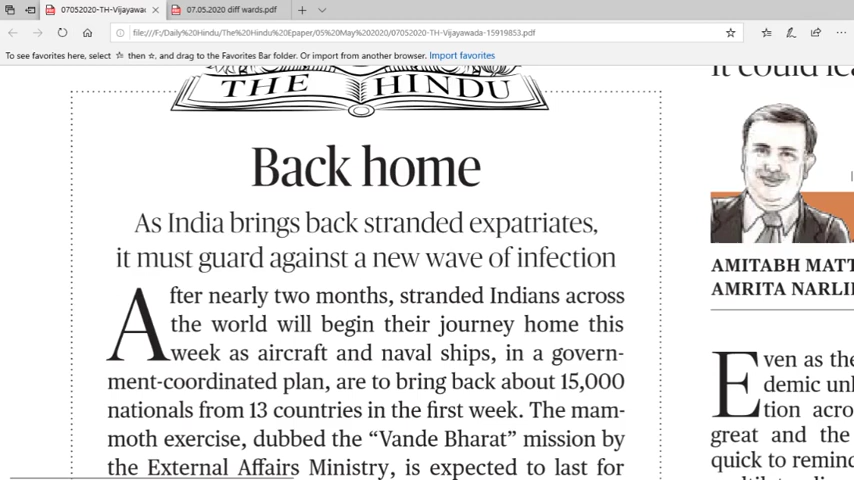 07052020-TH-Vijayawada
07.05.2020 diff wards.pdf
file:///F:/Daily%20Hindu/The%20Hindu%20Epaper/05%20May%202020/07052020-TH-Vijayawada-15919853.pdf
To see favorites here, select ☆ then ☆, and drag to the Favorites Bar folder. Or import from another browser. Import favorites
THE HINDU
Back home
As India brings back stranded expatriates,
it must guard against a new wave of infection
After nearly two months, stranded Indians across
the world will begin their journey home this
week as aircraft and naval ships, in a govern-
ment-coordinated plan, are to bring back about 15,000
nationals from 13 countries in the first week. The mam-
moth exercise, dubbed the “Vande Bharat” mission by
the External Affairs Ministry, is expected to last for
It could lea
AMITABH MATT
AMRITA NARLI
Even as the
demic unl
tion acro
great and the
quick to remind